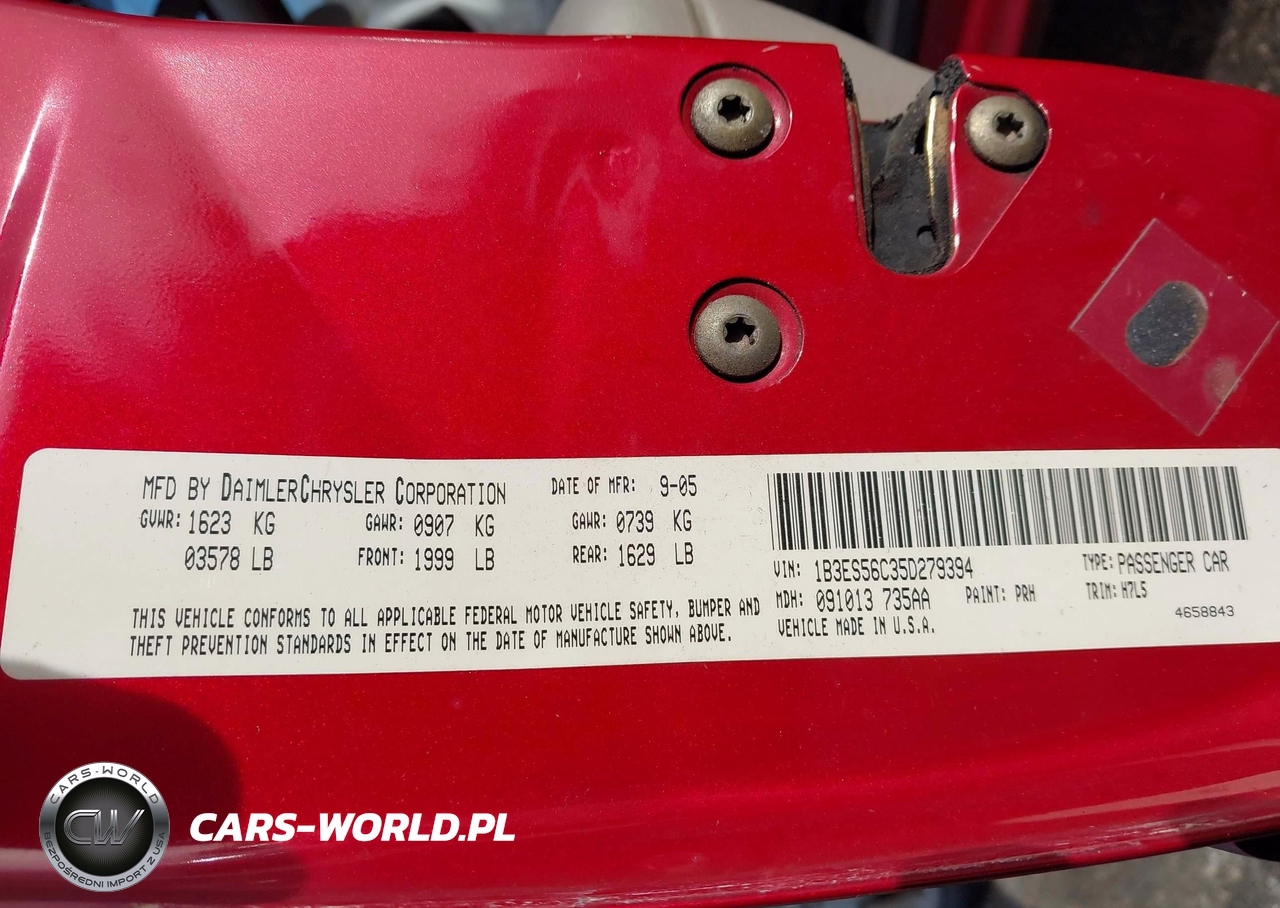 MFD BY DAIMLERCHRYSLER CORPORATION DATE OF MFR: 9-05
GVWR: 1623 KG GAWR: 0907 KG GAWR: 0739 KG
03578 LB FRONT: 1999 LB REAR: 1629 LB
THIS VEHICLE CONFORMS TO ALL APPLICABLE FEDERAL MOTOR VEHICLE SAFETY, BUMPER AND
THEFT PREVENTION STANDARDS IN EFFECT ON THE DATE OF MANUFACTURE SHOWN ABOVE.
VIN: 1B3ES56C35D279394 TYPE: PASSENGER CAR
MDH: 091013 735AA PAINT: PRH TRIM: H7L5
VEHICLE MADE IN U.S.A. 4658843
CARS-WORLD
CW
BEZPOŚREDNI IMPORT Z USA
CARS-WORLD.PL